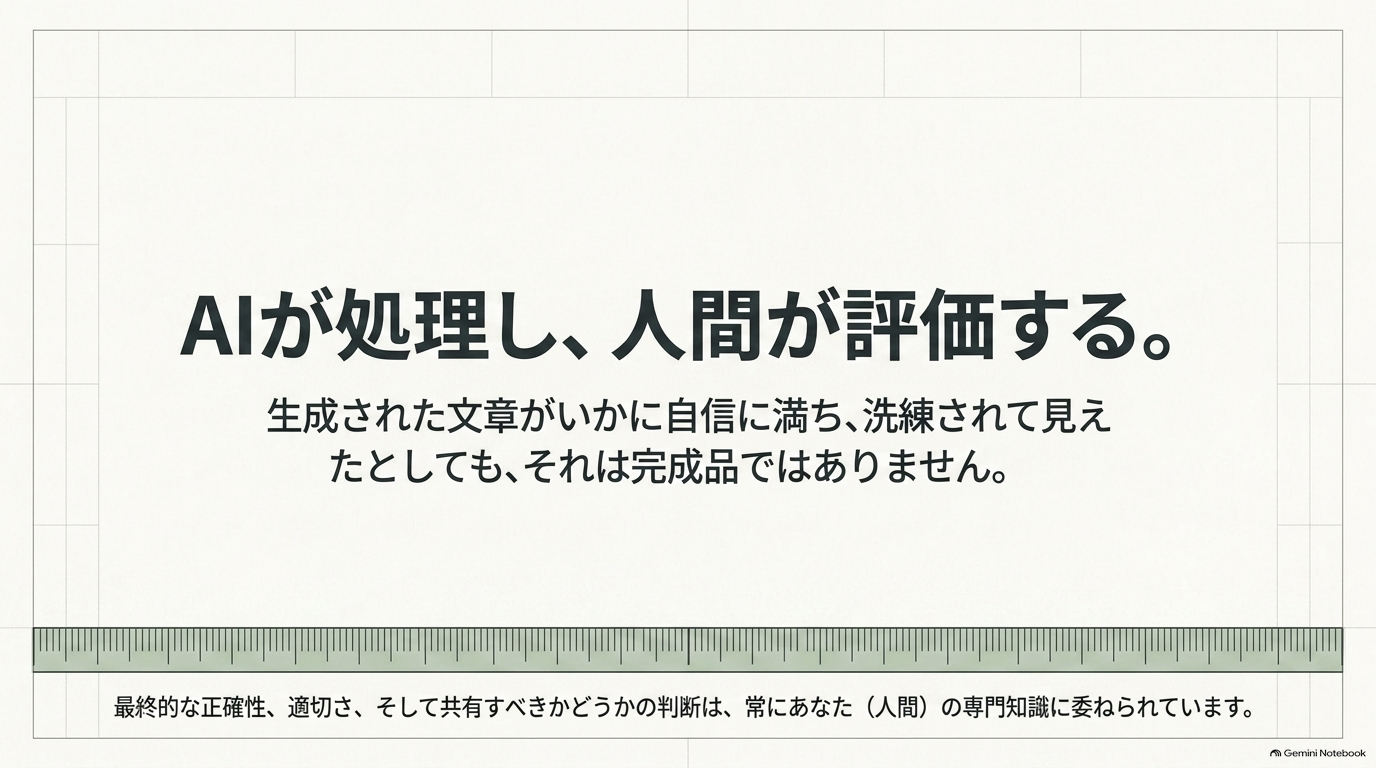 AIが処理し、人間が評価する。
生成された文章がいかに自信に満ち、洗練されて見え
たとしても、それは完成品ではありません。
最終的な正確性、適切さ、そして共有すべきかどうかの判断は、常にあなた（人間）の専門知識に委ねられています。
Gemini Notebook